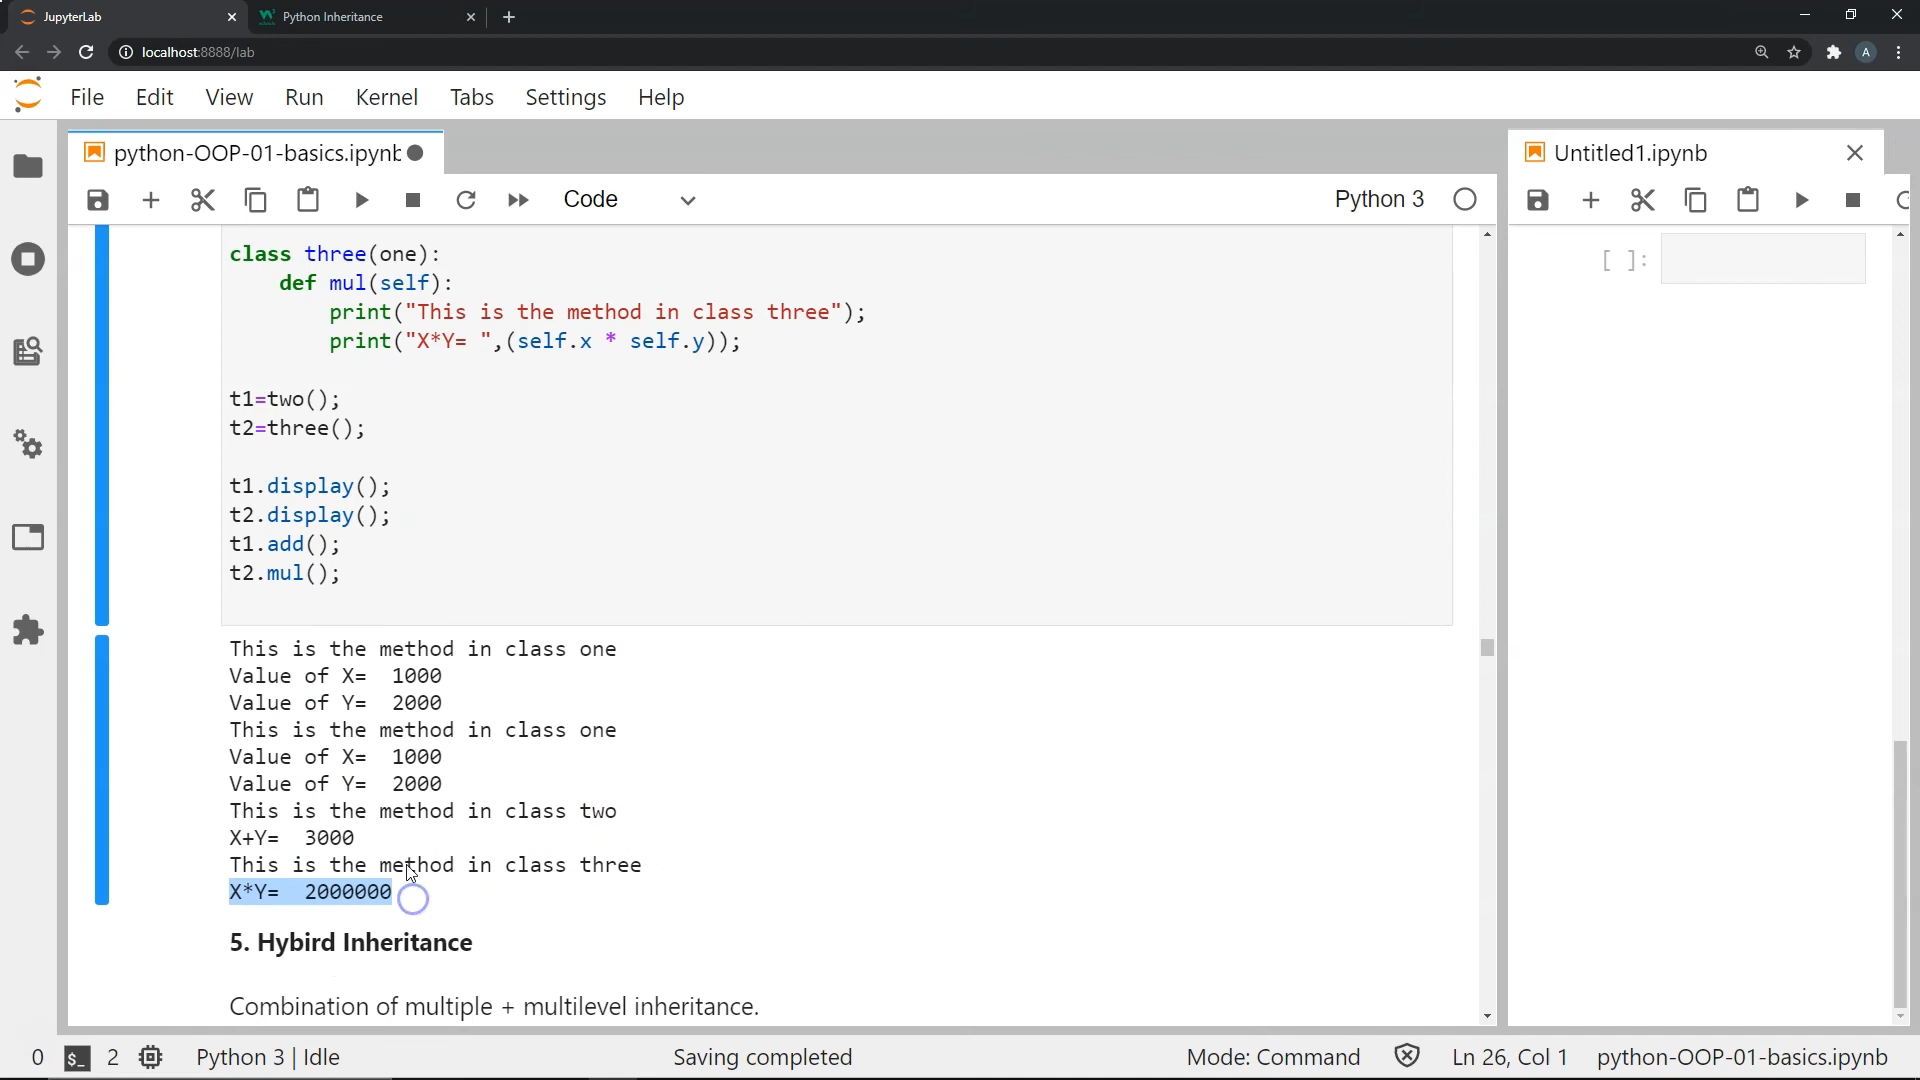 JupyterLab
Python Inheritance
localhost:8888/lab
A
File Edit View Run Kernel Tabs Settings Help
python-OOP-01-basics.ipynb
Untitled1.ipynb
Code
Python 3
class three(one):
    def mul(self):
        print("This is the method in class three");
        print("X*Y= ",(self.x * self.y));
t1=two();
t2=three();
t1.display();
t2.display();
t1.add();
t2.mul();
[ ]:
This is the method in class one
Value of X=  1000
Value of Y=  2000
This is the method in class one
Value of X=  1000
Value of Y=  2000
This is the method in class two
X+Y=  3000
This is the method in class three
X*Y=  2000000
5. Hybird Inheritance
Combination of multiple + multilevel inheritance.
0 $_ 2 Python 3 | Idle Saving completed Mode: Command Ln 26, Col 1 python-OOP-01-basics.ipynb